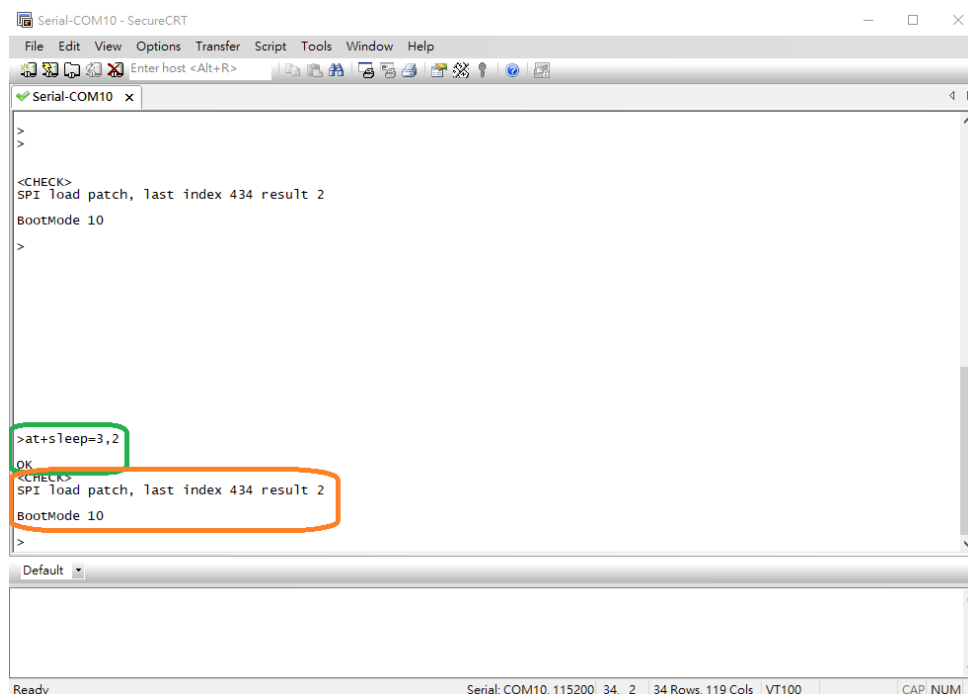 Serial-COM10 - SecureCRT
File Edit View Options Transfer Script Tools Window Help
Enter host <Alt+R>
Serial-COM10 x
>
>
<CHECK>
SPI load patch, last index 434 result 2
BootMode 10
>
>at+sleep=3,2
OK
<CHECK>
SPI load patch, last index 434 result 2
BootMode 10
>
Default
Ready Serial: COM10, 115200 34, 2 34 Rows, 119 Cols VT100 CAP NUM